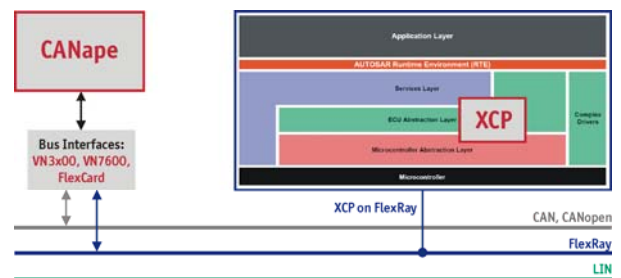 CANape
Bus Interfaces:
VN3x00, VN7600,
FlexCard
Application Layer
AUTOSAR Runtime Environment (RTE)
Services Layer
ECU Abstraction Layer
XCP
Complex
Drivers
Microcontroller Abstraction Layer
Microcontroller
XCP on FlexRay
CAN, CANopen
FlexRay
LIN